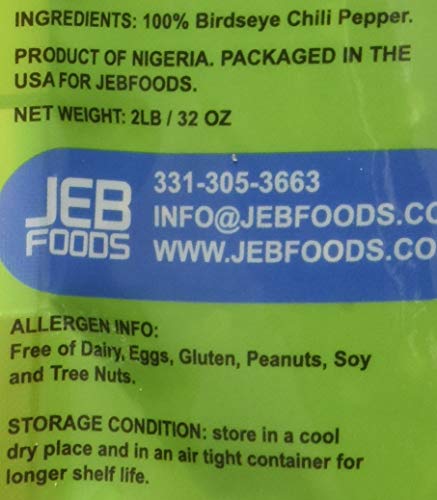 INGREDIENTS: 100% Birdseye Chili Pepper.
PRODUCT OF NIGERIA. PACKAGED IN THE
USA FOR JEBFOODS.
NET WEIGHT: 2LB / 32 OZ
JEB
FOODS
331-305-3663
INFO@JEBFOODS.CO
WWW.JEBFOODS.CO
ALLERGEN INFO:
Free of Dairy, Eggs, Gluten, Peanuts, Soy
and Tree Nuts.
STORAGE CONDITION: store in a cool
dry place and in an air tight container for
longer shelf life.